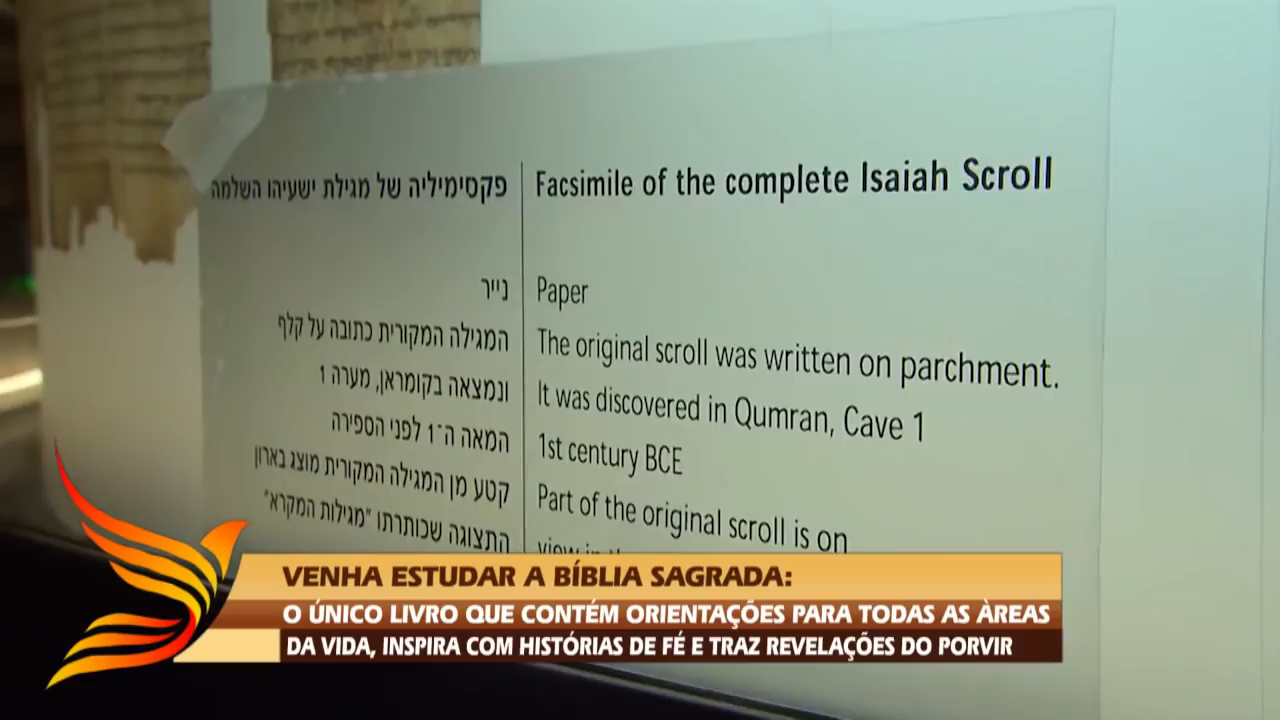 פקסימיליה של מגילת ישעיהו השלמה
נייר
המגילה המקורית כתובה על קלף
ונמצאה בקומראן, מערה 1
המאה ה־1 לפני הספירה
קטע מן המגילה המקורית מוצג בארון
התצוגה שכותרתו "מגילות המקרא"
Facsimile of the complete Isaiah Scroll
Paper
The original scroll was written on parchment.
It was discovered in Qumran, Cave 1
1st century BCE
Part of the original scroll is on
view in
VENHA ESTUDAR A BÍBLIA SAGRADA:
O ÚNICO LIVRO QUE CONTÉM ORIENTAÇÕES PARA TODAS AS ÀREAS
DA VIDA, INSPIRA COM HISTÓRIAS DE FÉ E TRAZ REVELAÇÕES DO PORVIR